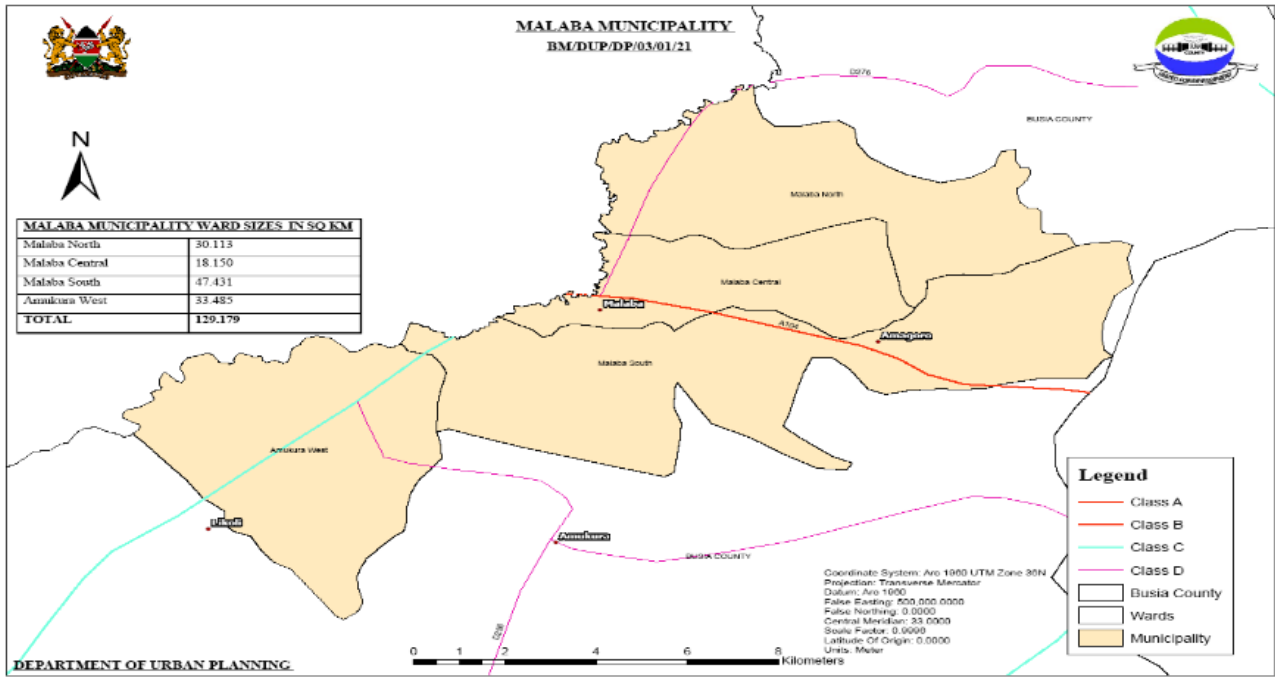 MALABA MUNICIPALITY
BM/DUP/DP/03/01/21
D276
BUSIA COUNTY
N
Malaba North
MALABA MUNICIPALITY WARD SIZES IN SQ KM
Malaba North 30.113
Malaba Central 18.150
Malaba South 47.431
Amukura West 33.485
TOTAL 129.179
Malaba Central
Malaba
A104
Amagoro
Malaba South
Amukura West
Amukura
BUSIA COUNTY
Legend
Class A
Class B
Class C
Class D
Busia County
Wards
Municipality
Coordinate System: Arc 1960 UTM Zone 36N
Projection: Transverse Mercator
Datum: Arc 1960
False Easting: 500,000.0000
False Northing: 0.0000
Central Meridian: 33.0000
Scale Factor: 0.9996
Latitude Of Origin: 0.0000
Units: Meter
0 1 2 4 6 8
Kilometers
DEPARTMENT OF URBAN PLANNING